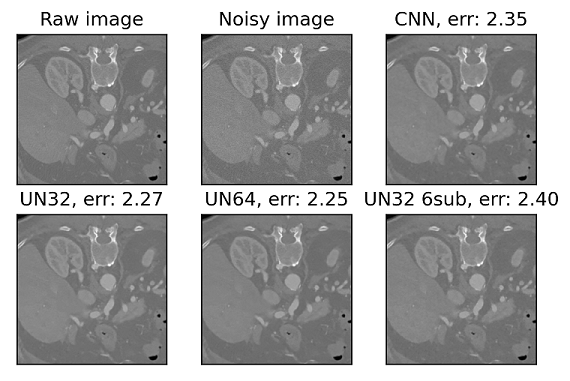 Raw image
Noisy image
CNN, err: 2.35
UN32, err: 2.27
UN64, err: 2.25
UN32 6sub, err: 2.40